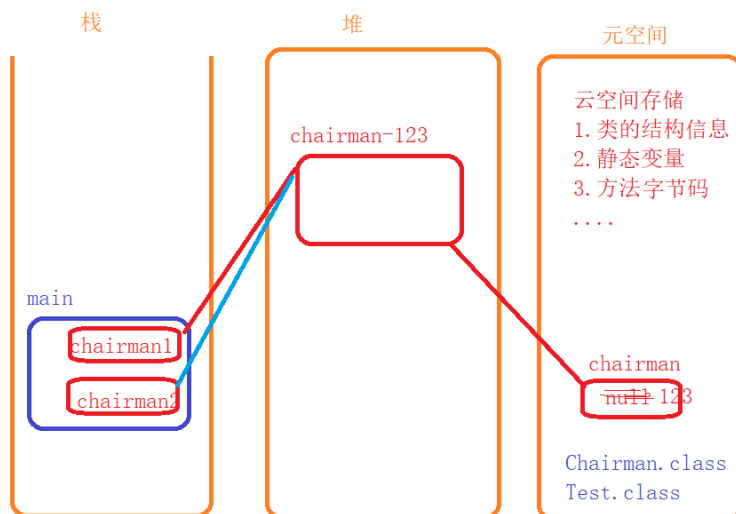 栈
堆
元空间
云空间存储
1. 类的结构信息
2. 静态变量
3. 方法字节码
....
chairman-123
main
chairman1
chairman2
chairman
null 123
Chairman.class
Test.class